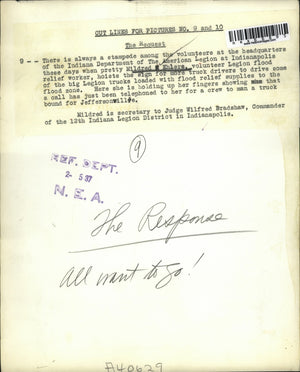 CUT LINES FOR PICTURES NO. 9 and 10
The Request
9 -- There is always a stampede among the volunteers at the headquarters
of the Indiana Department of The American Legion at Indianapolis
these days when pretty Mildred Ehlers, volunteer Legion flood
relief worker, hoists the sign for more truck drivers to drive some
of the big Legion trucks loaded with flood relief supplies to the
flood zone. Here she is holding up her fingers showing that
a call has just been telephoned to her for a crew to man a truck
bound for Jeffersonville.
Mildred is secretary to Judge Wilfred Bradshaw, Commander
of the 12th Indiana Legion District in Indianapolis.
9
REF. DEPT.
2-5 37
N.E.A.
The Response
All want to go!
A40629